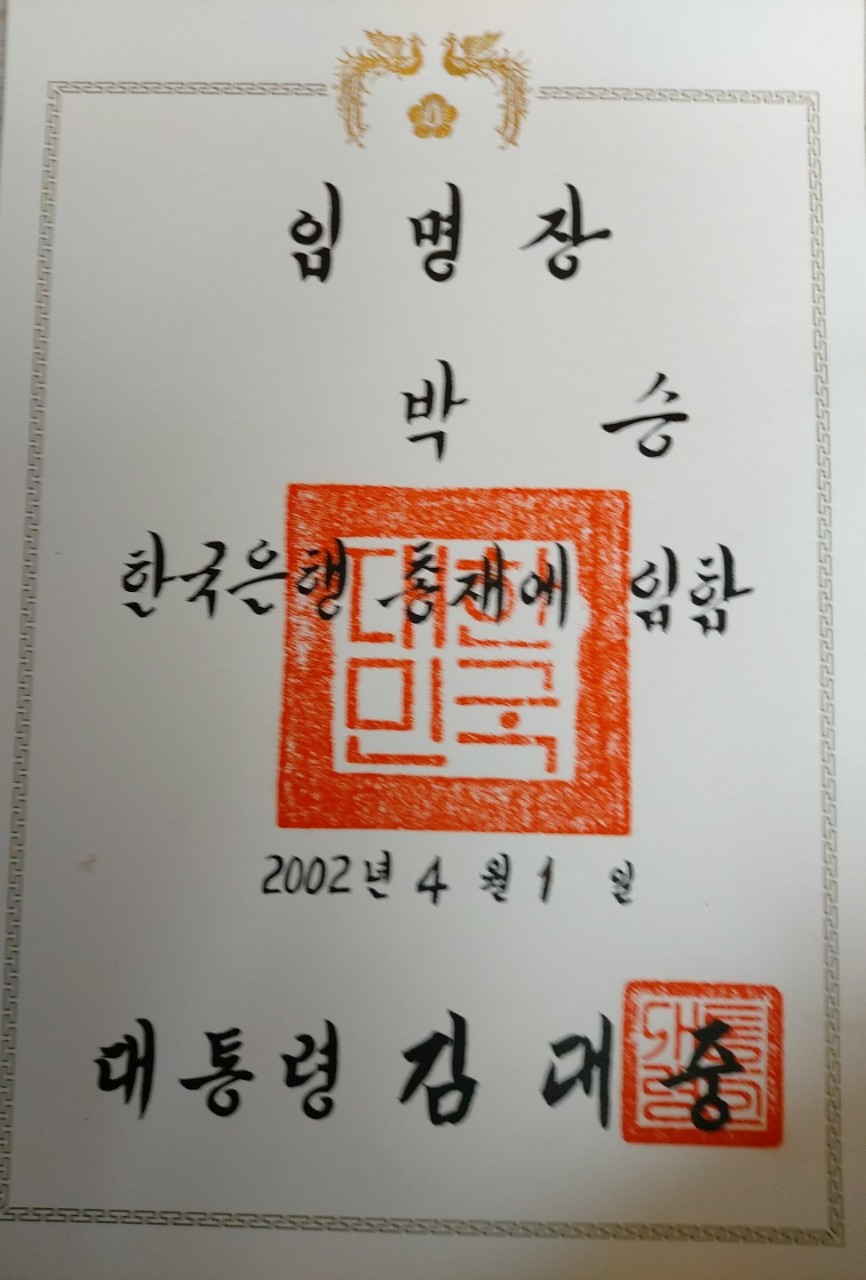 임명장
박 승
한국은행 총재에 임함
대한
민국
2002년 4월 1일
대통령 김대중